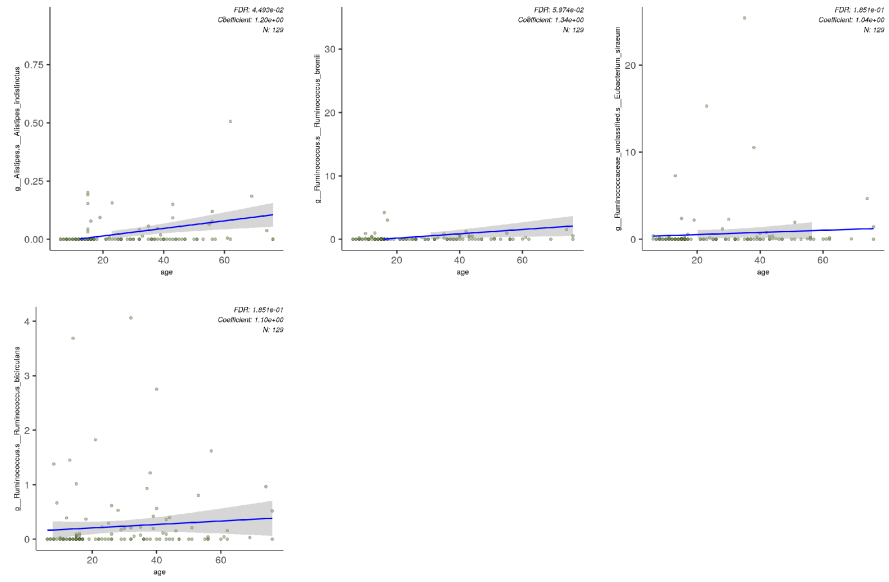 FDR: 4.493e-02
Coefficient: 1.20e+00
N: 129
g__Alistipes.s__Alistipes_indistinctus
0.75
0.50
0.25
0.00
20
40
60
age
FDR: 5.974e-02
Coefficient: 1.34e+00
N: 129
g__Ruminococcus.s__Ruminococcus_bromii
30
20
10
0
20
40
60
age
FDR: 1.851e-01
Coefficient: 1.04e+00
N: 129
g__Ruminococcaceae_unclassified.s__Eubacterium_siraeum
20
10
0
20
40
60
age
FDR: 1.851e-01
Coefficient: 1.10e+00
N: 129
g__Ruminococcus.s__Ruminococcus_bicirculans
4
3
2
1
0
20
40
60
age